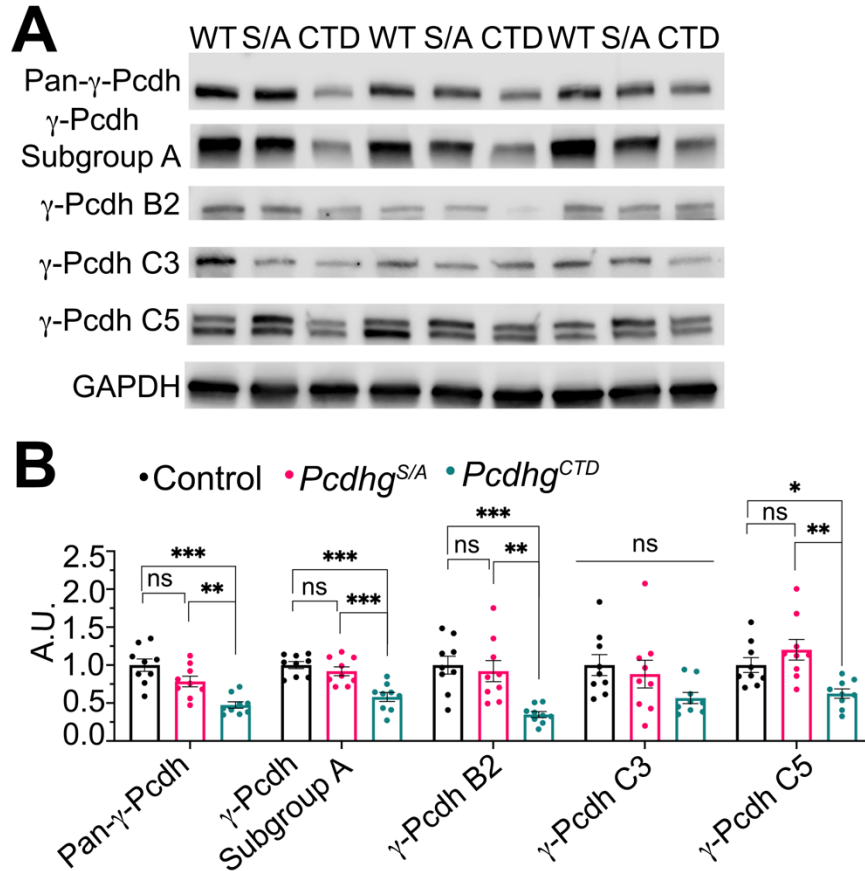 A
WT S/A CTD WT S/A CTD WT S/A CTD
Pan-γ-Pcdh
γ-Pcdh
Subgroup A
γ-Pcdh B2
γ-Pcdh C3
γ-Pcdh C5
GAPDH
B
Control PcdhgS/A PcdhgCTD
A.U.
2.5
2.0
1.5
1.0
0.5
0.0
***
ns
**
***
ns
***
***
ns
**
ns
*
ns
**
Pan-γ-Pcdh
γ-Pcdh
Subgroup A
γ-Pcdh B2
γ-Pcdh C3
γ-Pcdh C5